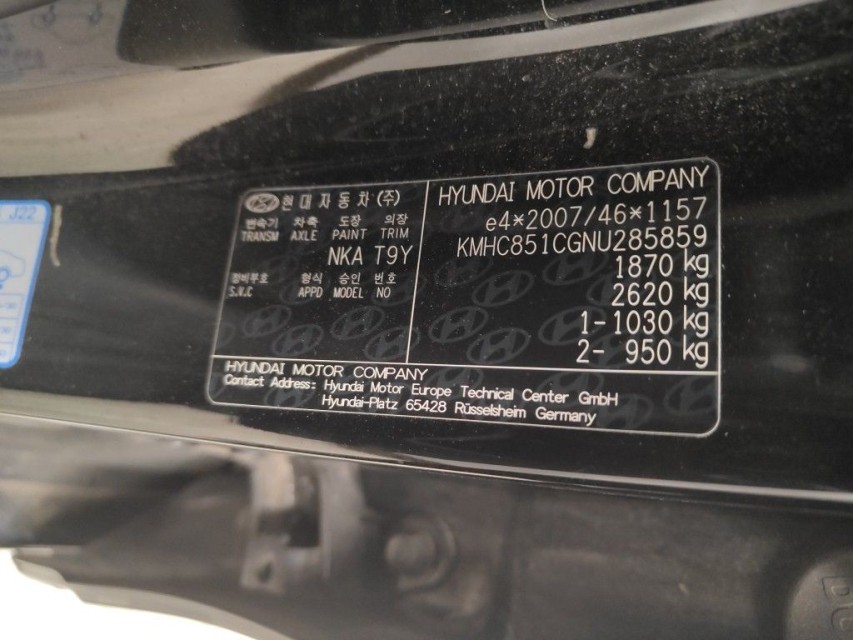 J22
현대자동차(주)
변속기 차축 도장 의장
TRANSM AXLE PAINT TRIM
NKA T9Y
정비부호 형식 승인 번호
S.V.C APPD MODEL NO
HYUNDAI MOTOR COMPANY
e4*2007/46*1157
KMHC851CGNU285859
1870 kg
2620 kg
1- 1030 kg
2- 950 kg
HYUNDAI MOTOR COMPANY
Contact Address: Hyundai Motor Europe Technical Center GmbH
Hyundai-Platz 65428 Rüsselsheim Germany